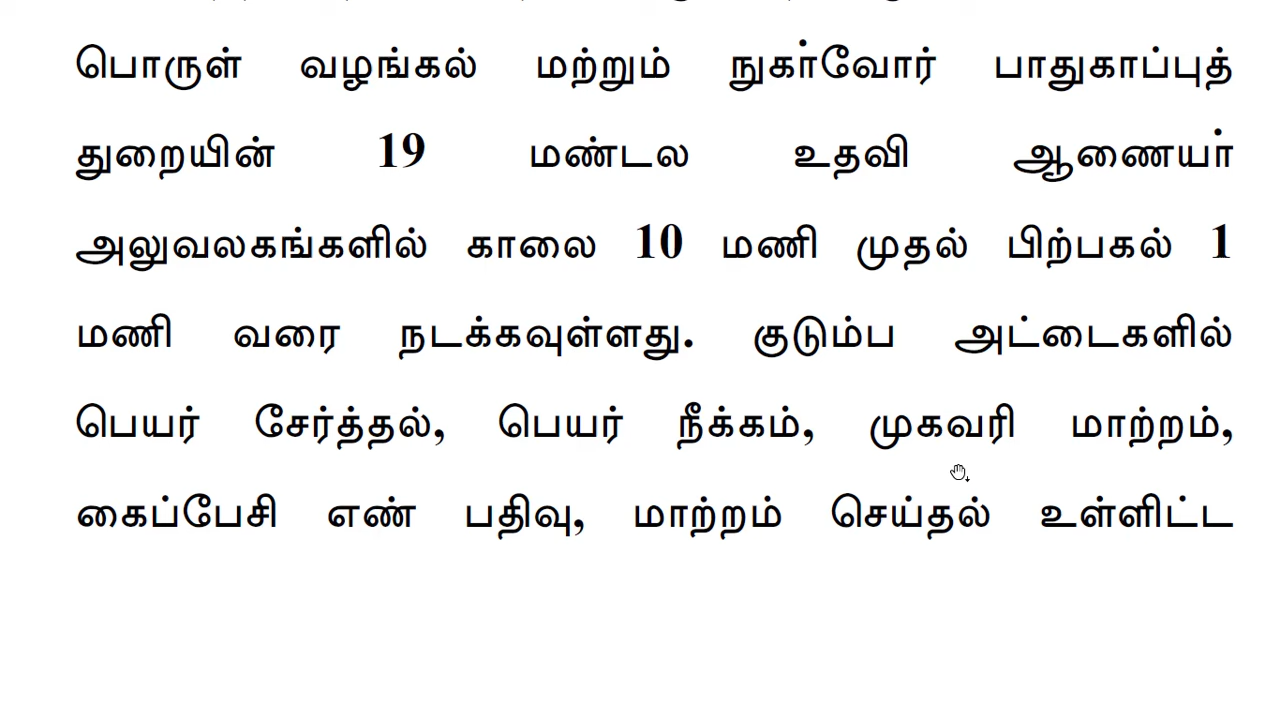 பொருள் வழங்கல் மற்றும் நுகர்வோர் பாதுகாப்புத்
துறையின் 19 மண்டல உதவி ஆணையர்
அலுவலகங்களில் காலை 10 மணி முதல் பிற்பகல் 1
மணி வரை நடக்கவுள்ளது. குடும்ப அட்டைகளில்
பெயர் சேர்த்தல், பெயர் நீக்கம், முகவரி மாற்றம்,
கைப்பேசி எண் பதிவு, மாற்றம் செய்தல் உள்ளிட்ட